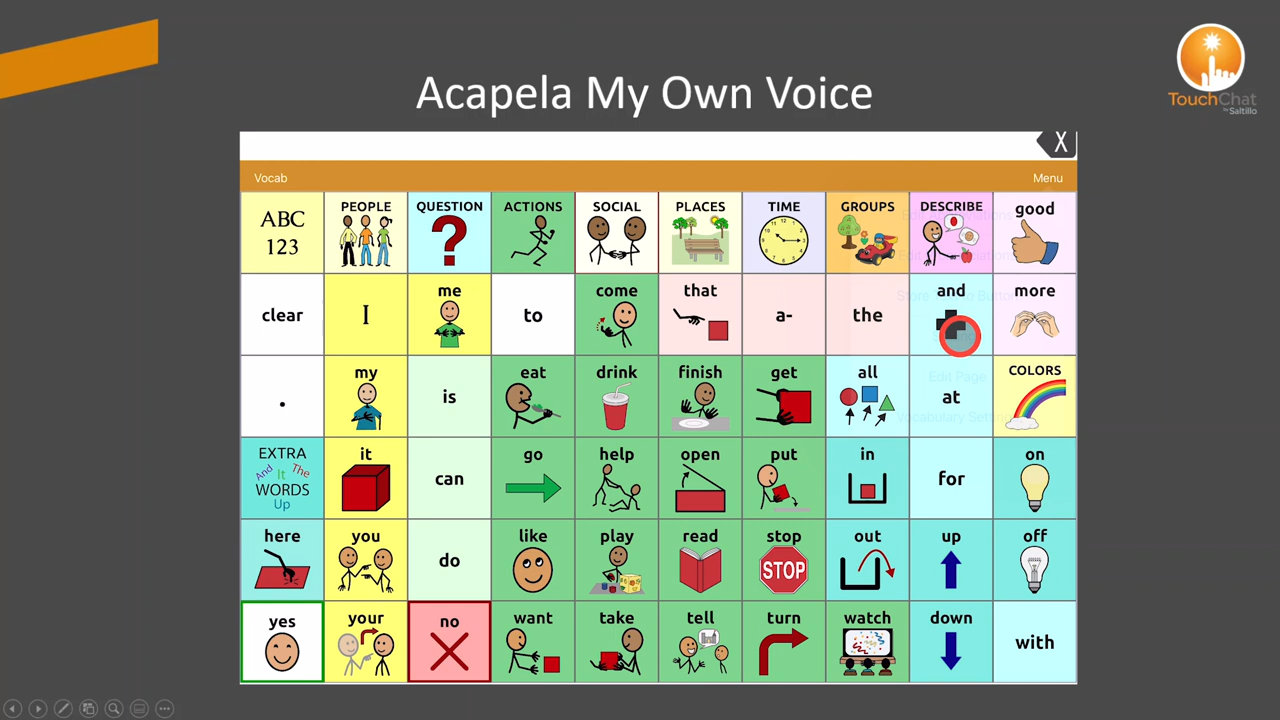 Acapela My Own Voice
TouchChat
by Saltillo
X
Vocab Menu
ABC 123 PEOPLE QUESTION ? ACTIONS SOCIAL PLACES TIME GROUPS DESCRIBE good
clear I me to come that a- the and more
. my is eat drink finish get all at COLORS
EXTRA And It The WORDS Up it can go help open put in for on
here you do like play read stop STOP out up off
yes your no want take tell turn watch down with
Edit Page